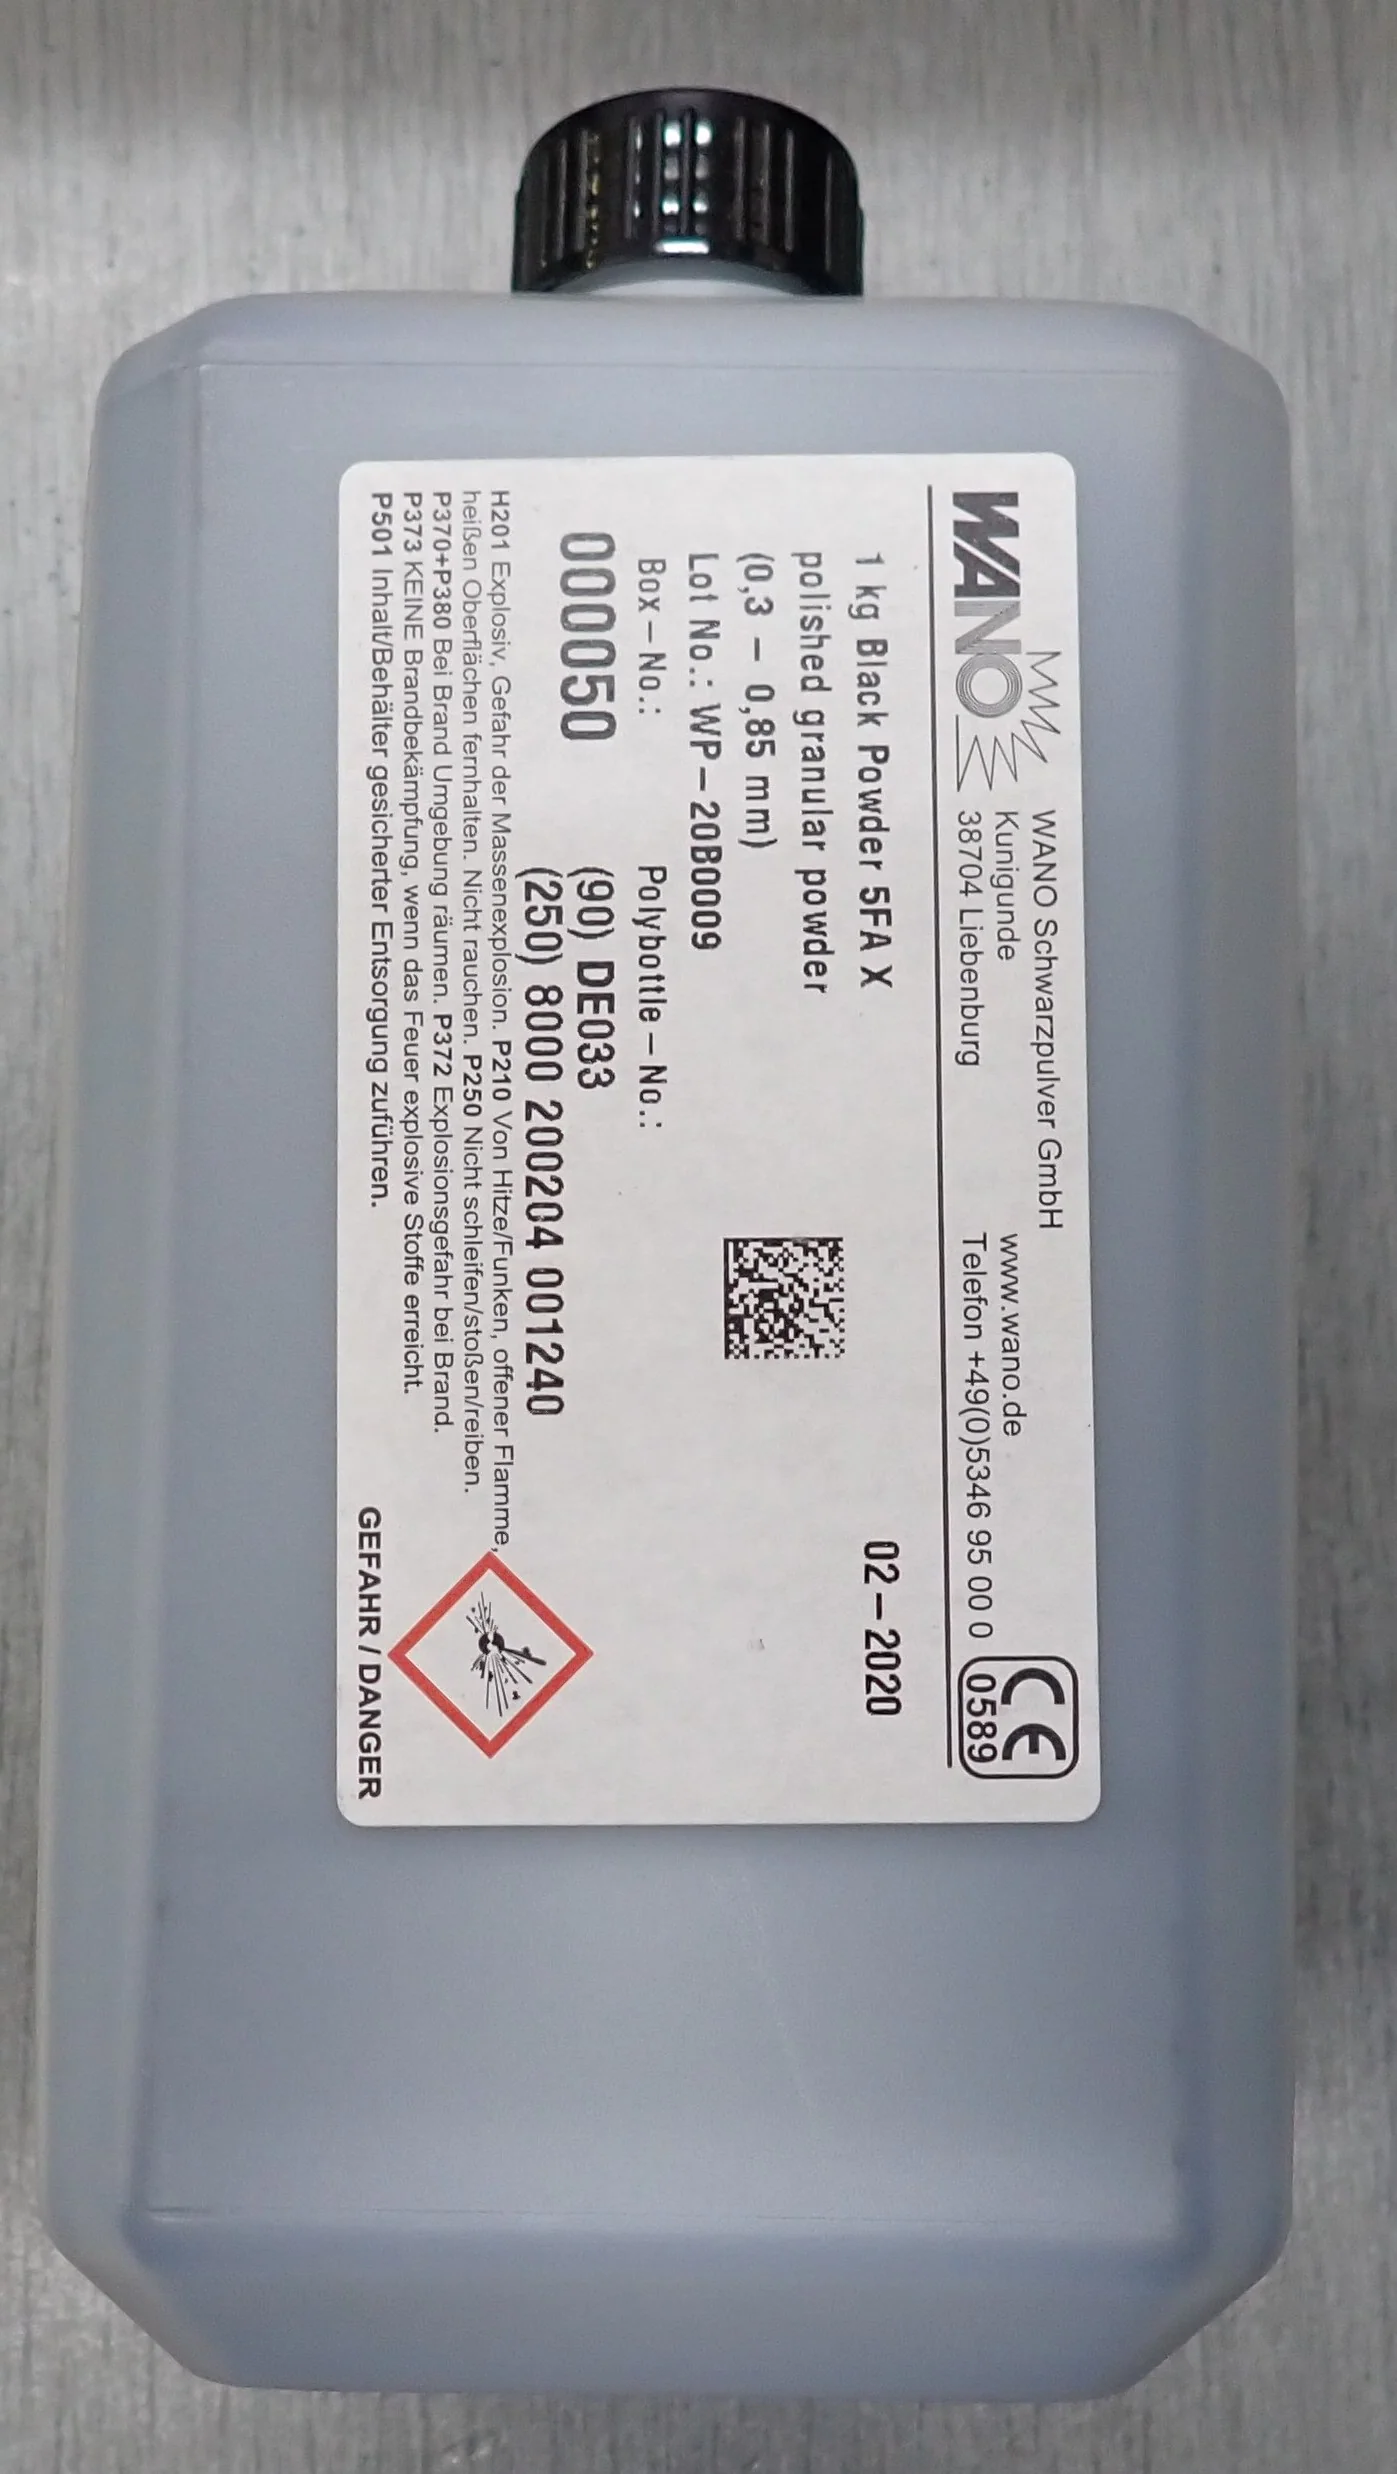 WANO
WANO Schwarzpulver GmbH
Kunigunde
38704 Liebenburg
www.wano.de
Telefon +49(0)5346 95 00 0
CE
0589
1 kg Black Powder 5FA X
02-2020
polished granular powder
(0,3 - 0,85 mm)
Lot No.: WP-20B0009
Box-No.:
Polybottle-No.:
000050
(90) DE033
(250) 8000 200204 001240
H201 Explosiv, Gefahr der Massenexplosion. P210 Von Hitze/Funken, offener Flamme,
heißen Oberflächen fernhalten. Nicht rauchen. P250 Nicht schleifen/stoßen/reiben.
P370+P380 Bei Brand Umgebung räumen. P372 Explosionsgefahr bei Brand.
P373 KEINE Brandbekämpfung, wenn das Feuer explosive Stoffe erreicht.
P501 Inhalt/Behälter gesicherter Entsorgung zuführen.
GEFAHR / DANGER